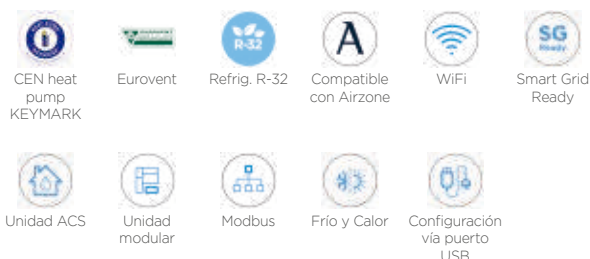 R-32
A
SG
Ready
CEN heat
pump
KEYMARK
Eurovent
Refrig. R-32
Compatible
con Airzone
WiFi
Smart Grid
Ready
Unidad ACS
Unidad
modular
Modbus
Frío y Calor
Configuración
vía puerto
USB